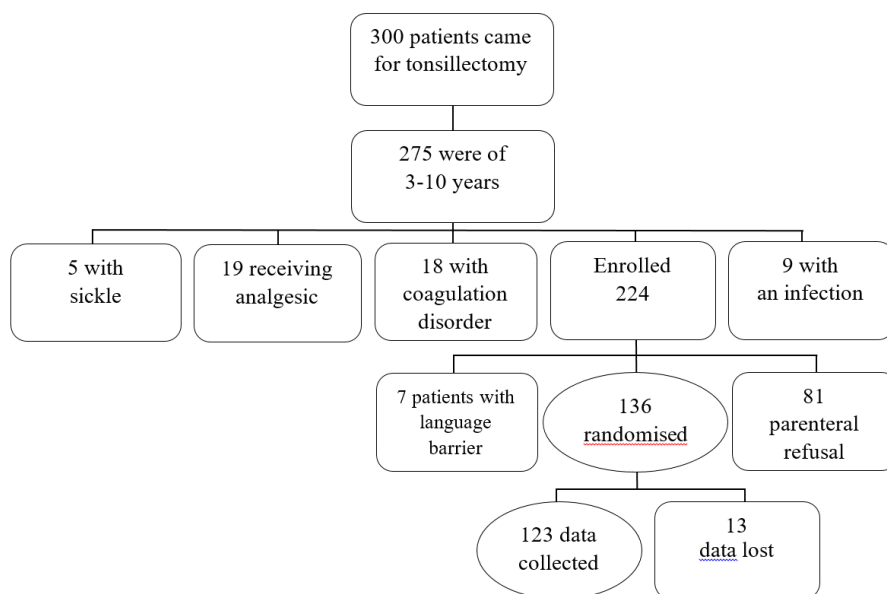 300 patients came
for tonsillectomy
275 were of
3-10 years
5 with
sickle
19 receiving
analgesic
18 with
coagulation
disorder
Enrolled
224
9 with
an infection
7 patients with
language
barrier
136
randomised
81
parenteral
refusal
123 data
collected
13
data lost